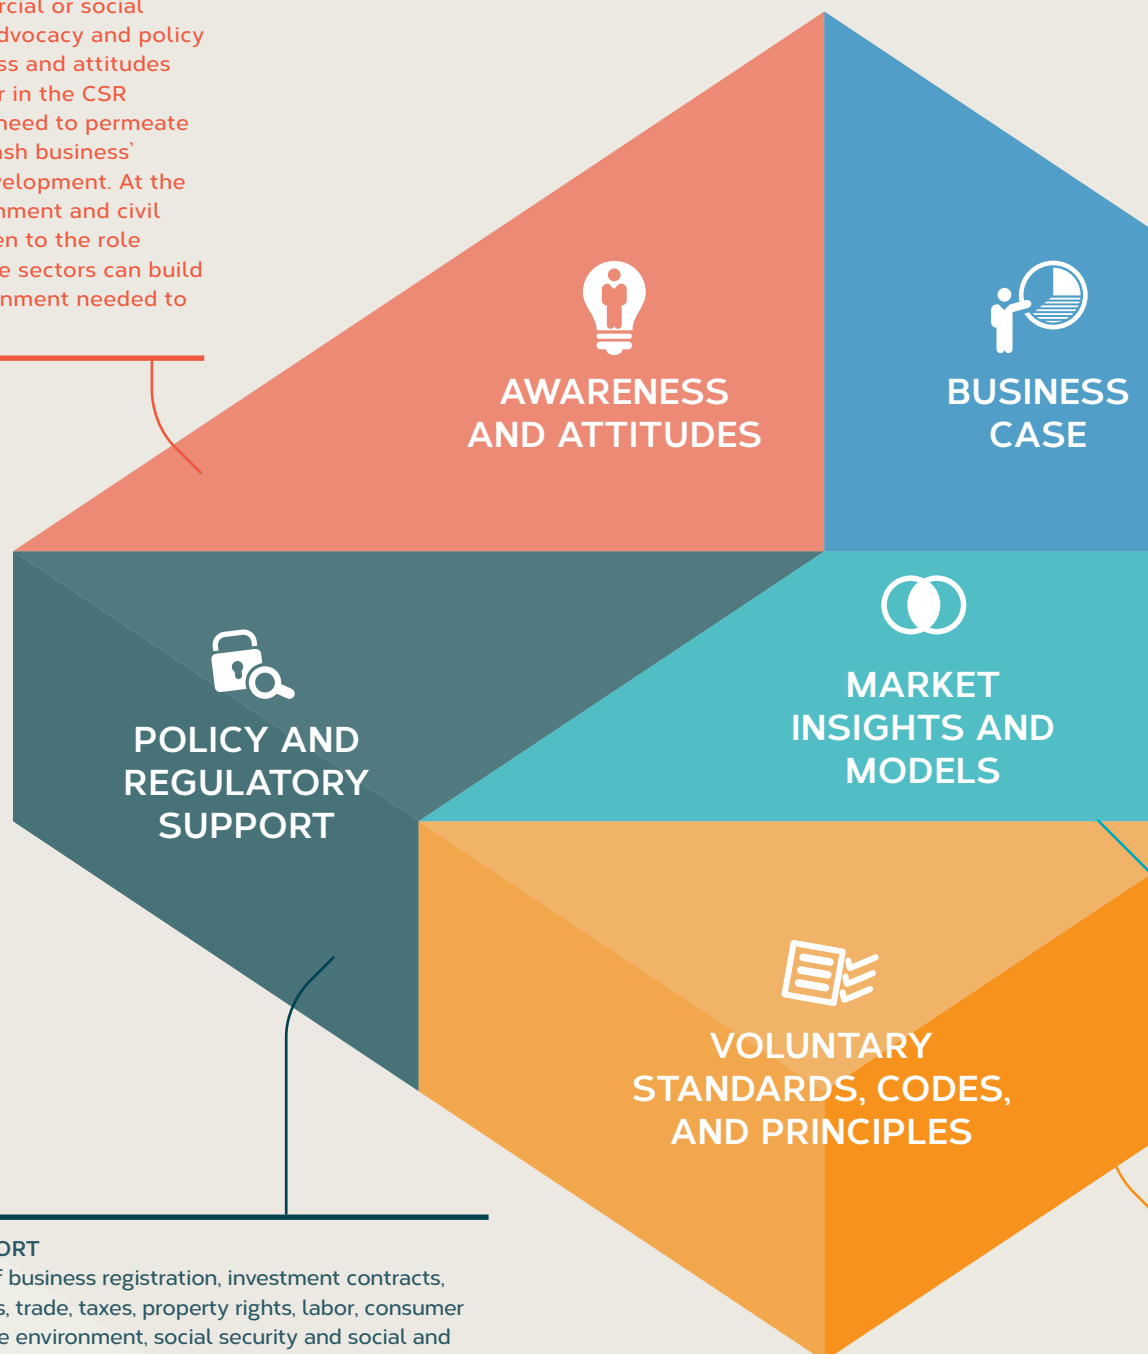 rcial or social
dvocacy and policy
ss and attitudes
r in the CSR
need to permeate
ash business’
velopment. At the
nment and civil
en to the role
e sectors can build
nment needed to
AWARENESS
AND ATTITUDES
BUSINESS
CASE
MARKET
INSIGHTS AND
MODELS
POLICY AND
REGULATORY
SUPPORT
VOLUNTARY
STANDARDS, CODES,
AND PRINCIPLES
ORT
f business registration, investment contracts,
s, trade, taxes, property rights, labor, consumer
e environment, social security and social and